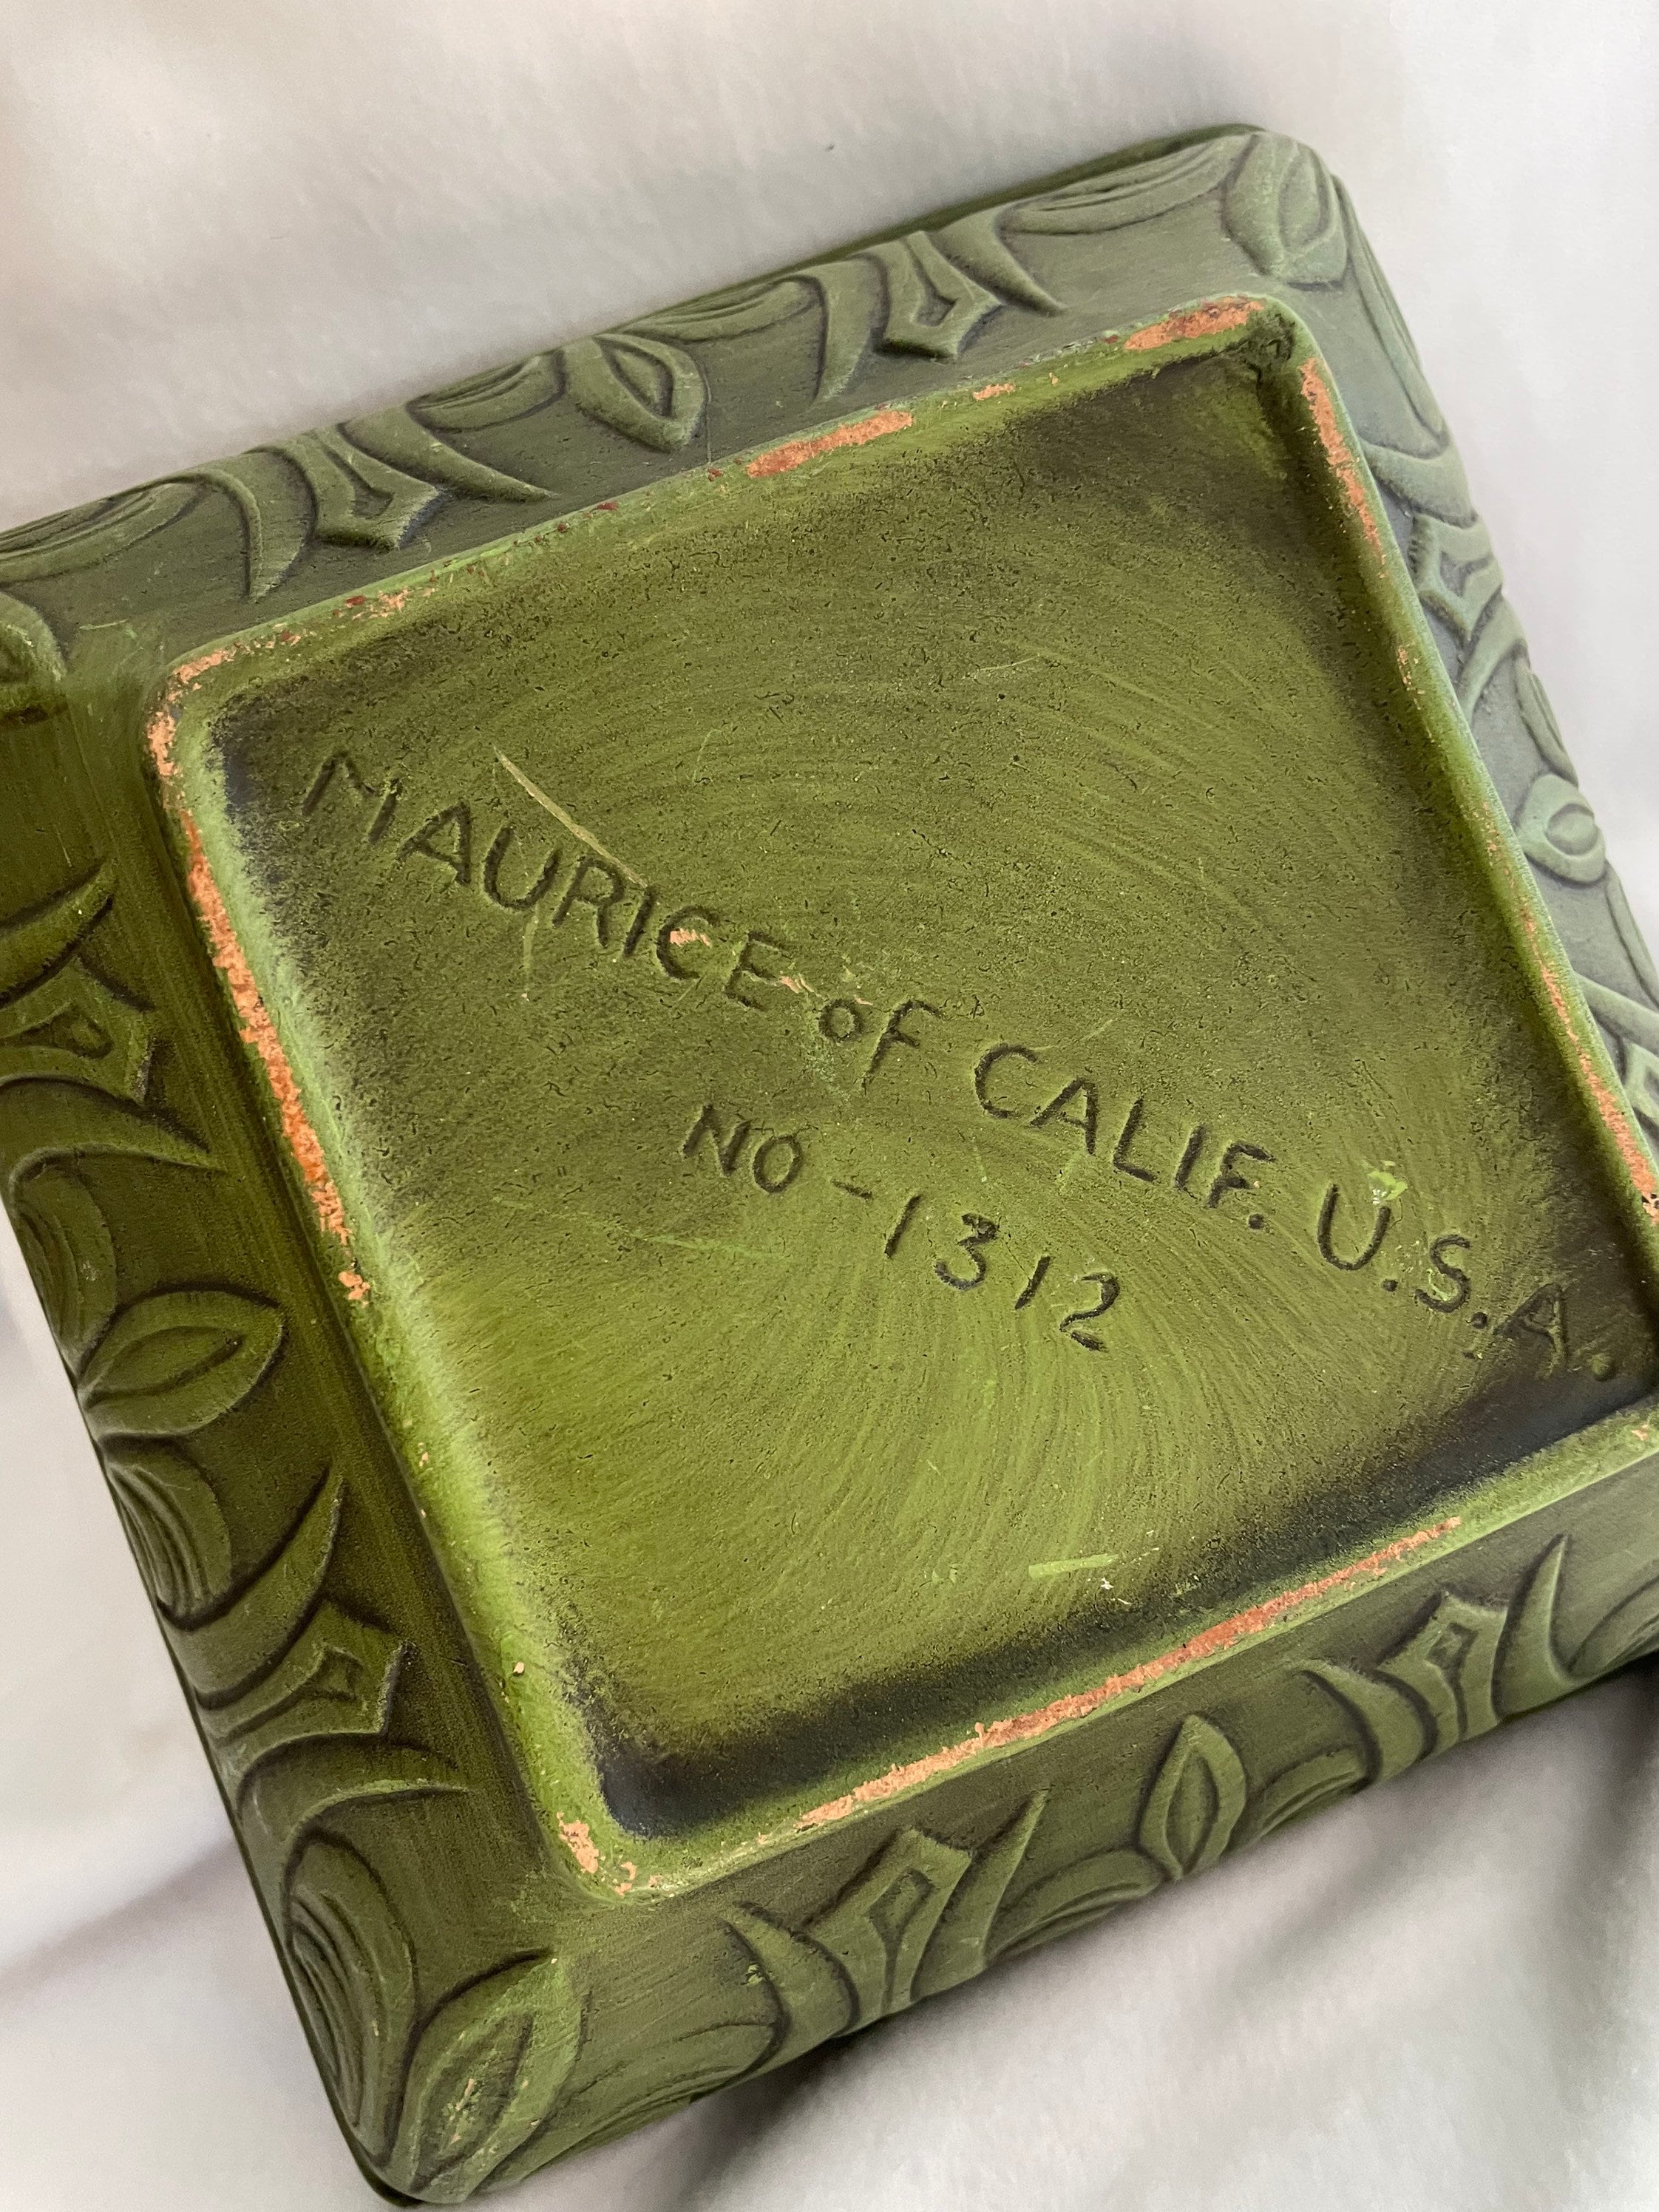 MAURICE of CALIF. U.S.A.
NO-1312